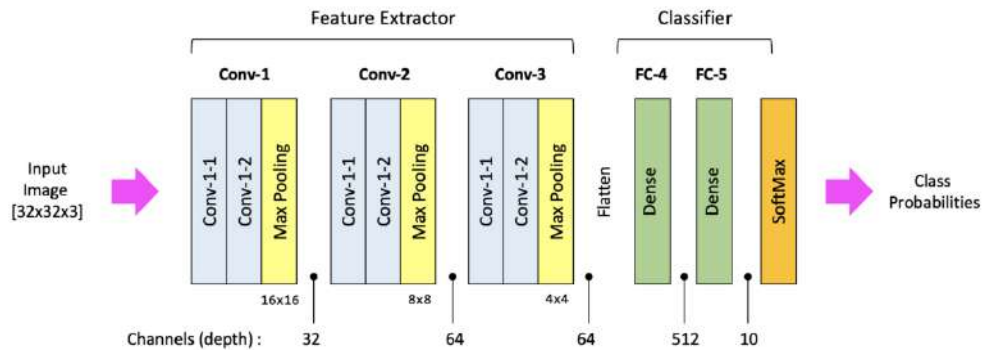 Feature Extractor
Classifier
Conv-1
Conv-2
Conv-3
FC-4
FC-5
Input
Image
[32x32x3]
Conv-1-1
Conv-1-2
Max Pooling
Conv-1-1
Conv-1-2
Max Pooling
Conv-1-1
Conv-1-2
Max Pooling
Flatten
Dense
Dense
SoftMax
Class
Probabilities
16x16
8x8
4x4
Channels (depth) :
32
64
64
512
10